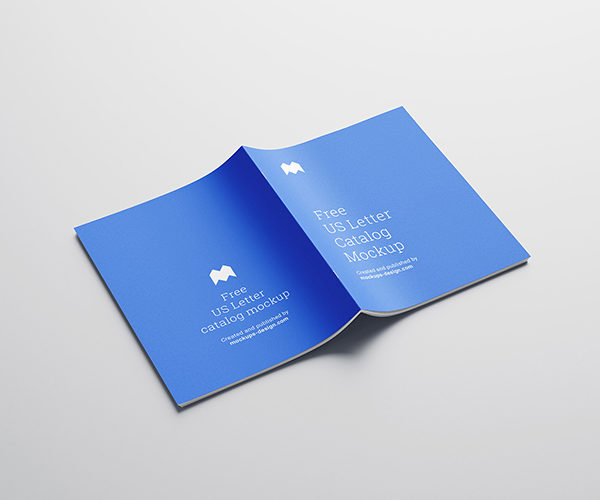 Free
US Letter
Catalog
Mockup
Created and published by
mockups-design.com
Free
US Letter
catalog mockup
Created and published by
mockups-design.com